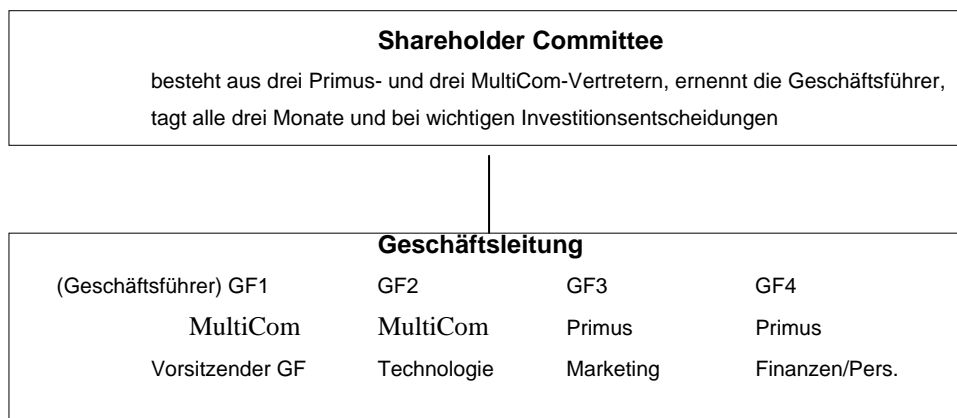 Shareholder Committee
besteht aus drei Primus- und drei MultiCom-Vertretern, ernennt die Geschäftsführer,
tagt alle drei Monate und bei wichtigen Investitionsentscheidungen
Geschäftsleitung
(Geschäftsführer) GF1 GF2 GF3 GF4
MultiCom MultiCom Primus Primus
Vorsitzender GF Technologie Marketing Finanzen/Pers.